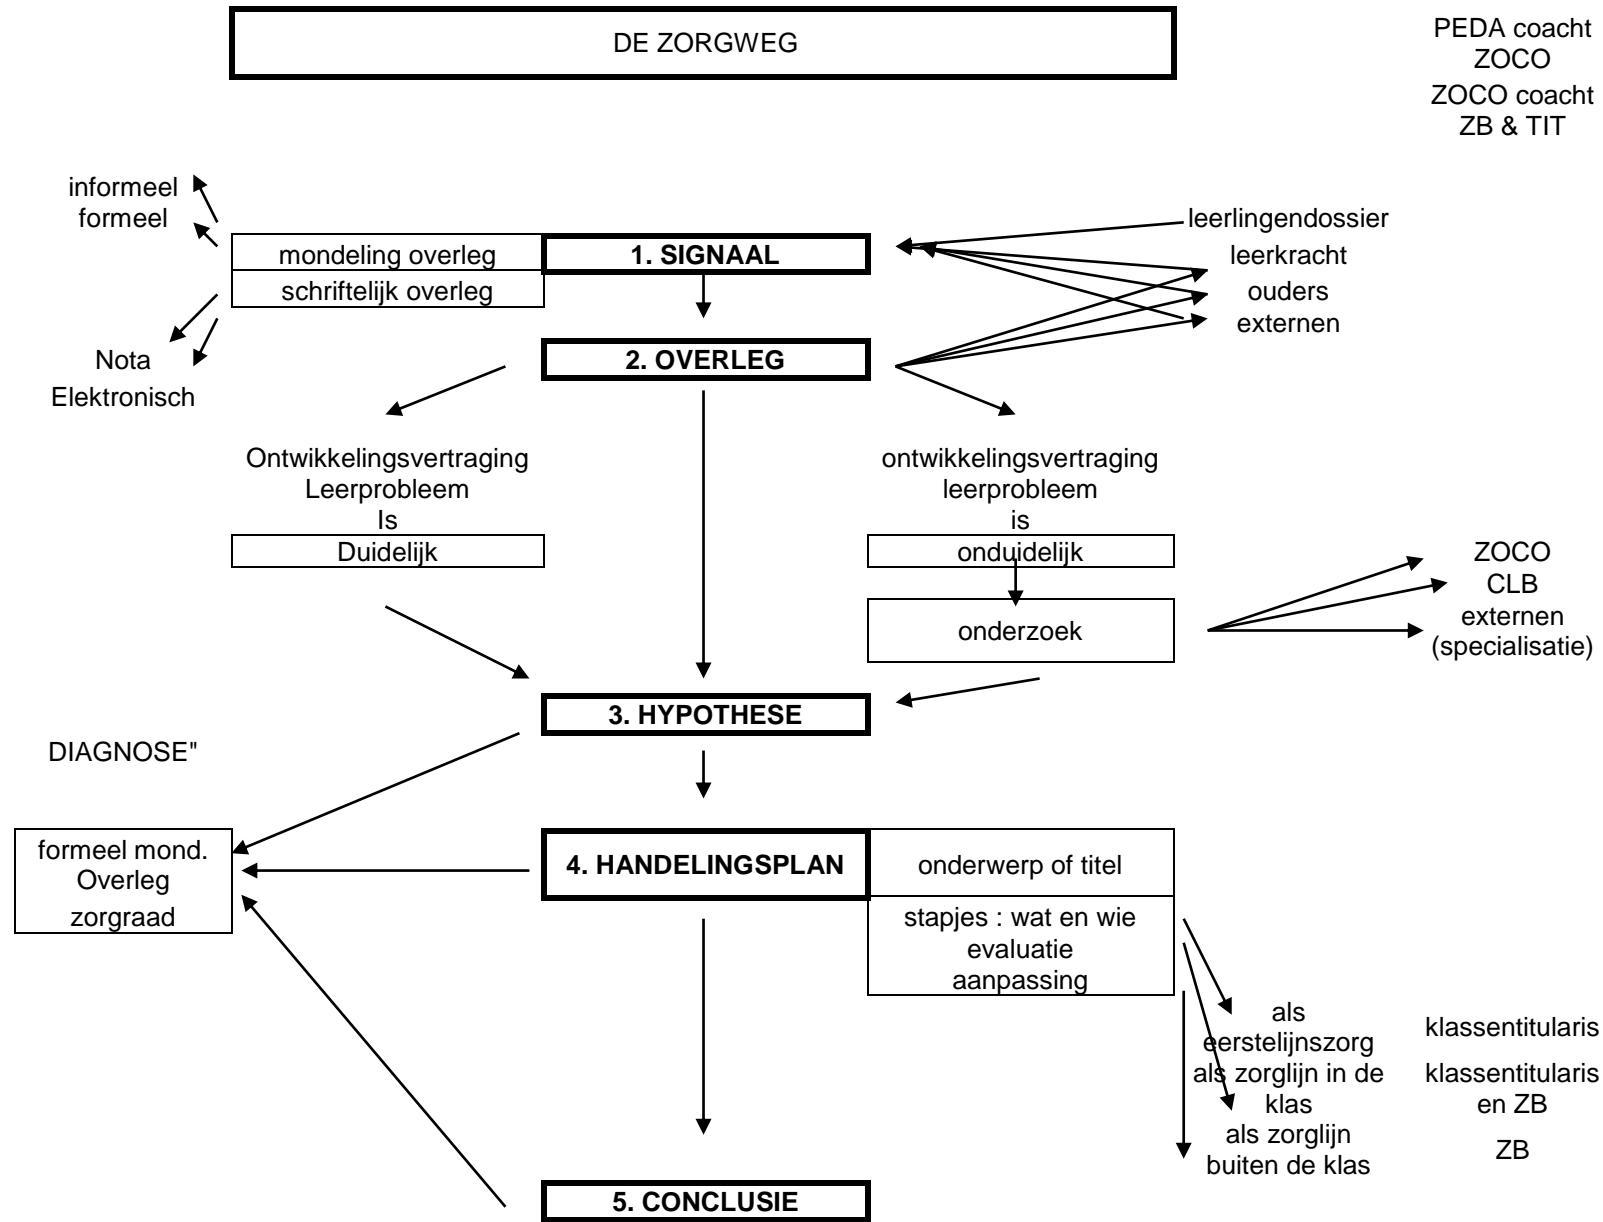 DE ZORGWEG
PEDA coacht
ZOCO
ZOCO coacht
ZB & TIT
informeel
formeel
mondeling overleg
schriftelijk overleg
1. SIGNAAL
leerlingendossier
leerkracht
ouders
externen
Nota
Elektronisch
2. OVERLEG
Ontwikkelingsvertraging
Leerprobleem
Is
Duidelijk
ontwikkelingsvertraging
leerprobleem
is
onduidelijk
onderzoek
ZOCO
CLB
externen
(specialisatie)
3. HYPOTHESE
DIAGNOSE"
formeel mond.
Overleg
zorgraad
4. HANDELINGSPLAN
onderwerp of titel
stapjes : wat en wie
evaluatie
aanpassing
als
eerstelijnszorg
klassentitularis
als zorglijn in de
klas
klassentitularis
en ZB
als zorglijn
buiten de klas
ZB
5. CONCLUSIE